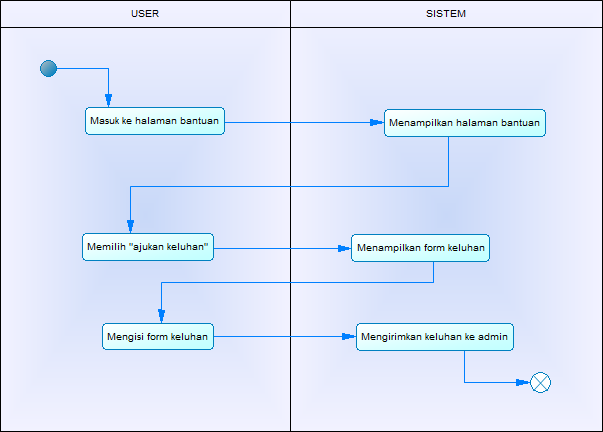 USER
SISTEM
Masuk ke halaman bantuan
Menampilkan halaman bantuan
Memilih "ajukan keluhan"
Menampilkan form keluhan
Mengisi form keluhan
Mengirimkan keluhan ke admin